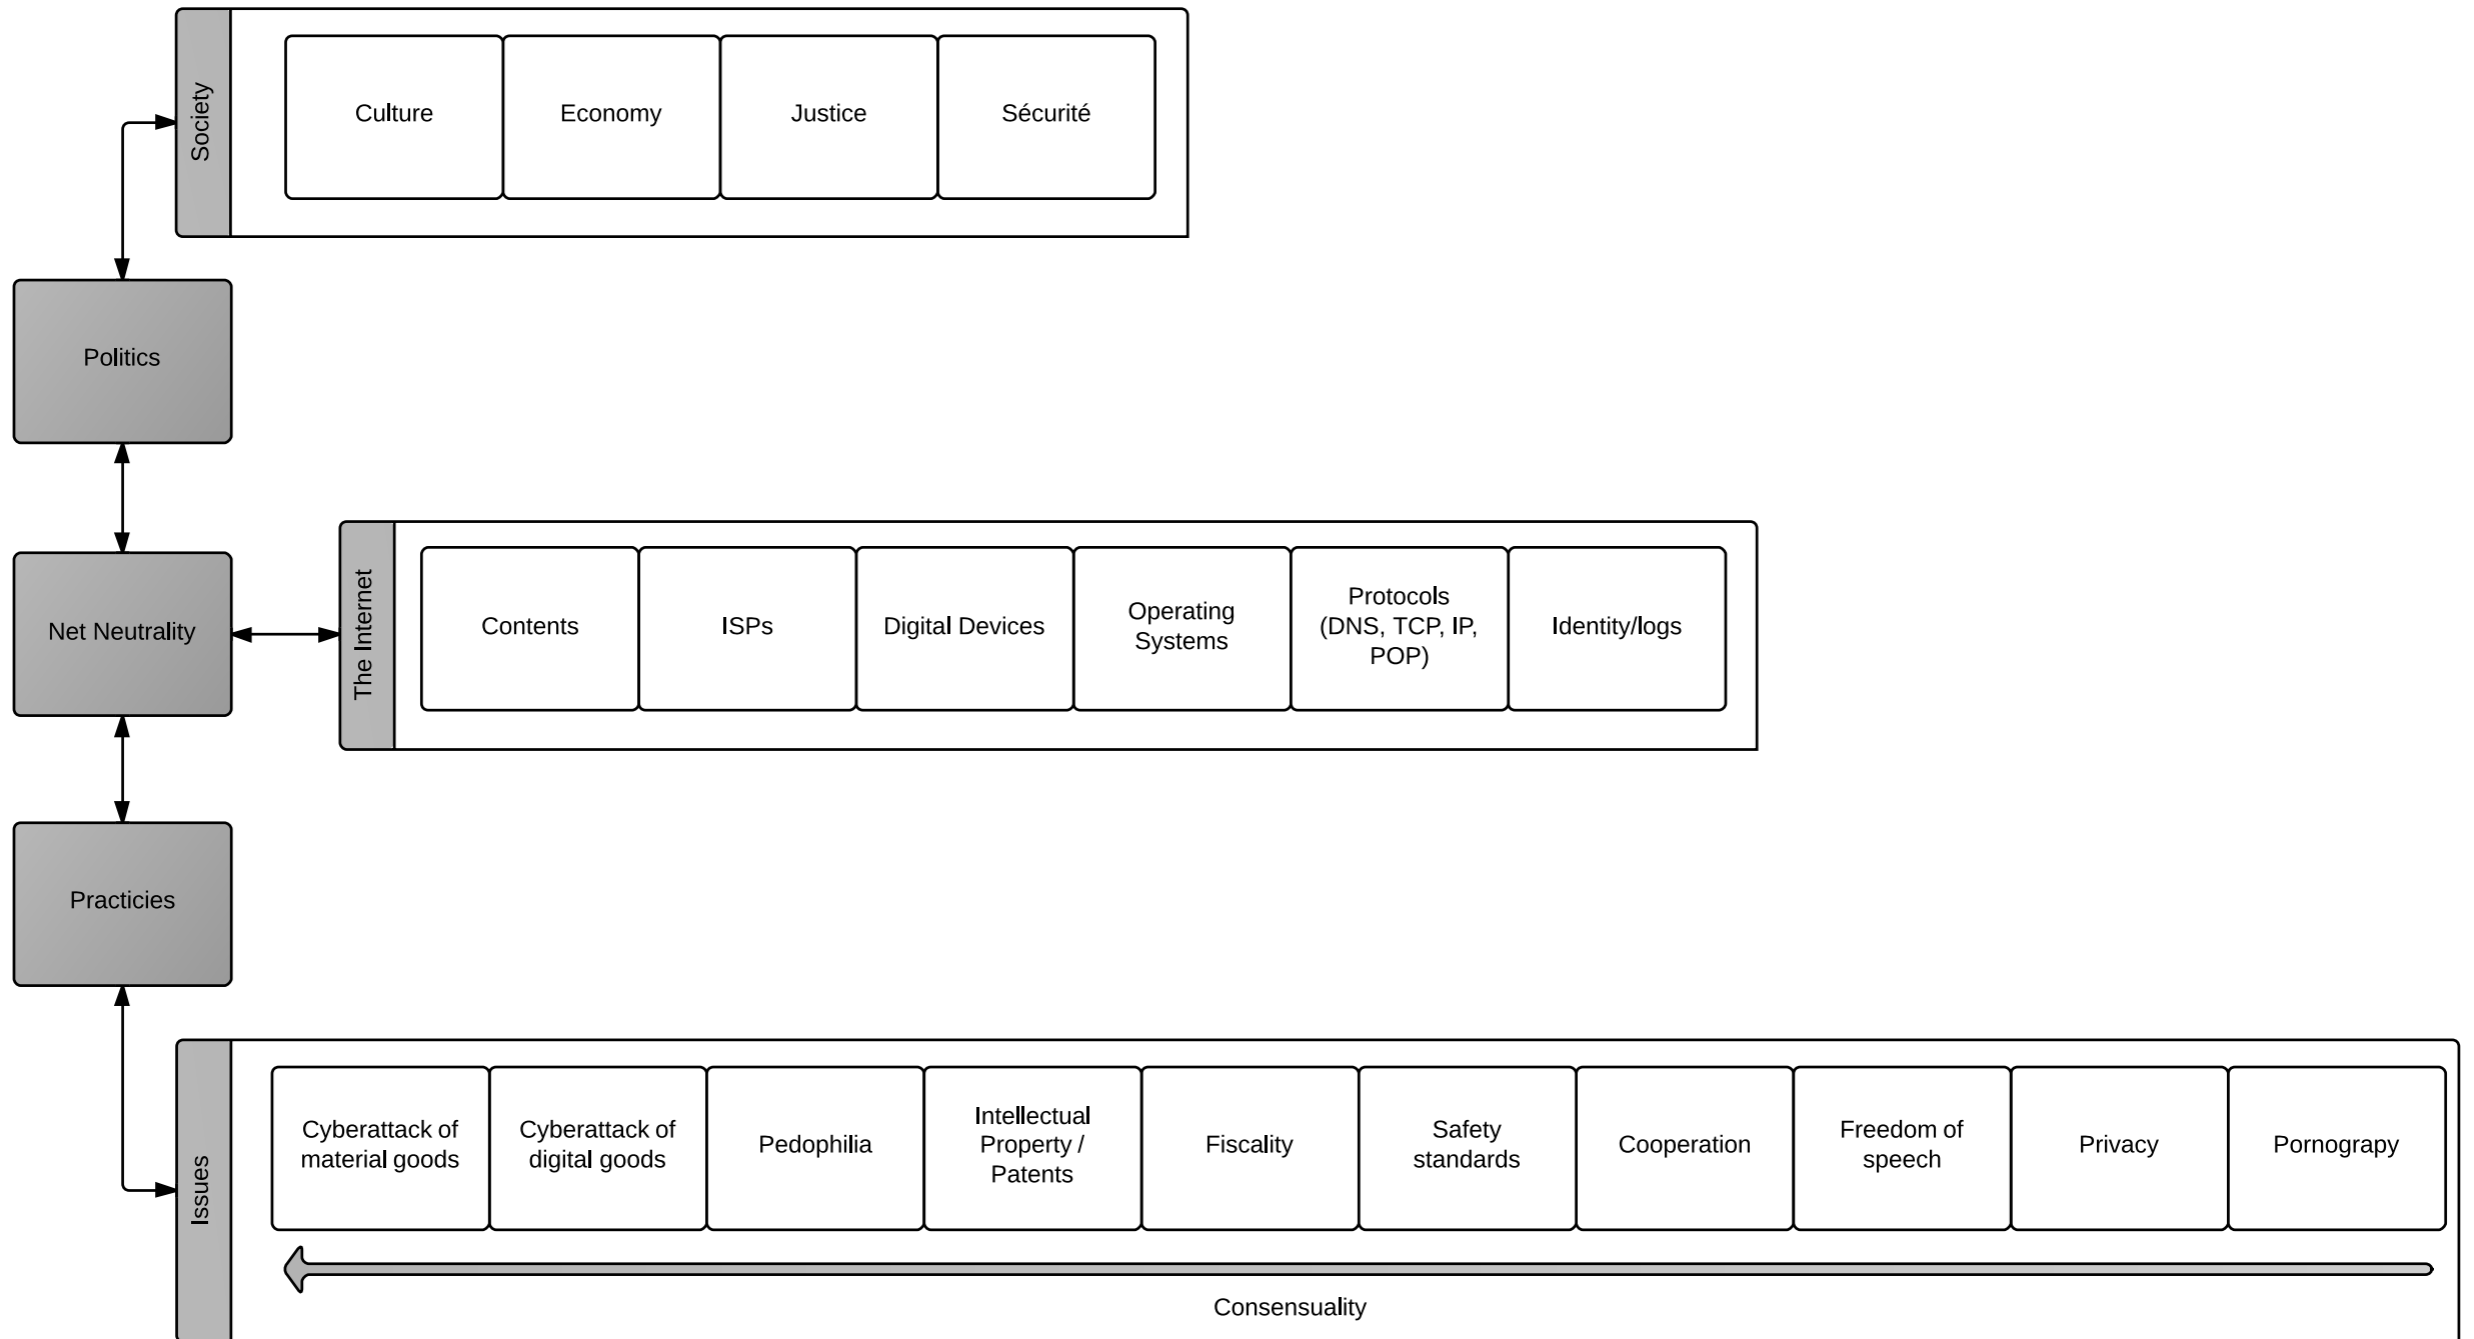 Society
Culture
Economy
Justice
Sécurité
Politics
Net Neutrality
The Internet
Contents
ISPs
Digital Devices
Operating
Systems
Protocols
(DNS, TCP, IP,
POP)
Identity/logs
Practicies
Issues
Cyberattack of
material goods
Cyberattack of
digital goods
Pedophilia
Intellectual
Property /
Patents
Fiscality
Safety
standards
Cooperation
Freedom of
speech
Privacy
Pornograpy
Consensuality